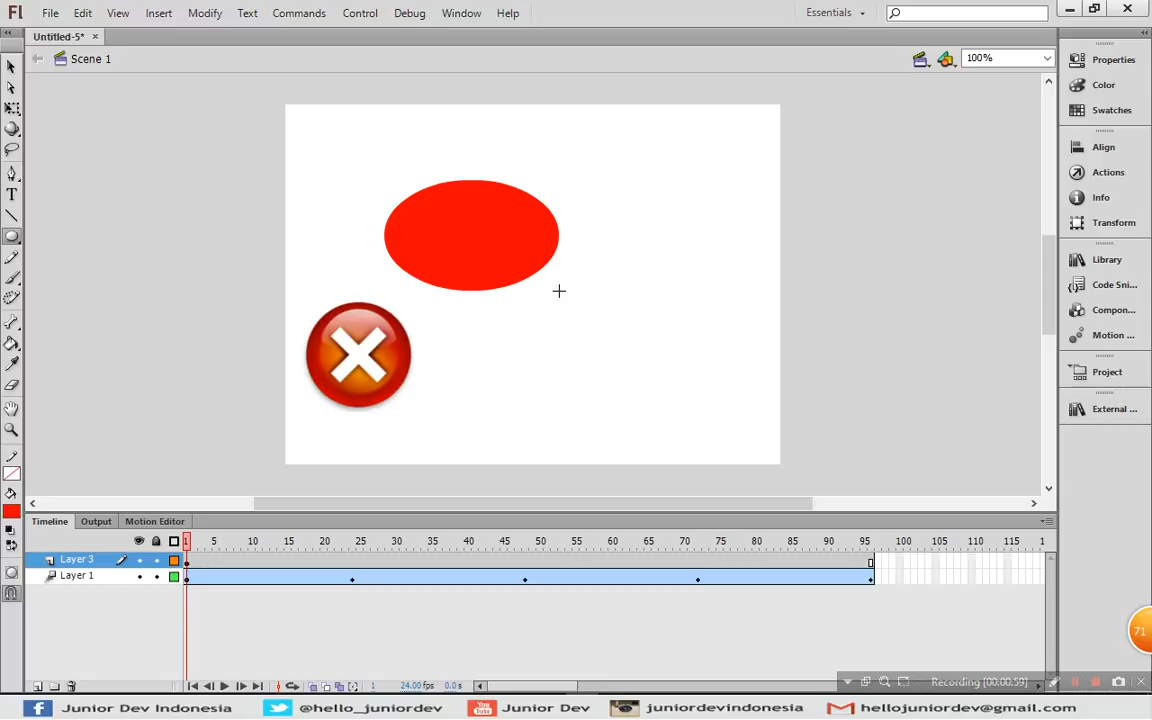 Fl File Edit View Insert Modify Text Commands Control Debug Window Help Essentials
Untitled-5* ×
Scene 1 100%
Properties
Color
Swatches
Align
Actions
Info
Transform
Library
Code Sni...
Compon...
Motion ...
Project
External ...
T
Timeline Output Motion Editor
1 5 10 15 20 25 30 35 40 45 50 55 60 65 70 75 80 85 90 95 100 105 110 115 1
Layer 3
Layer 1
71
1 24.00 fps 0.0 s Recording [00:00:59]
f Junior Dev Indonesia @hello_juniordev You Tube Junior Dev juniordevindonesia hellojuniordev@gmail.com